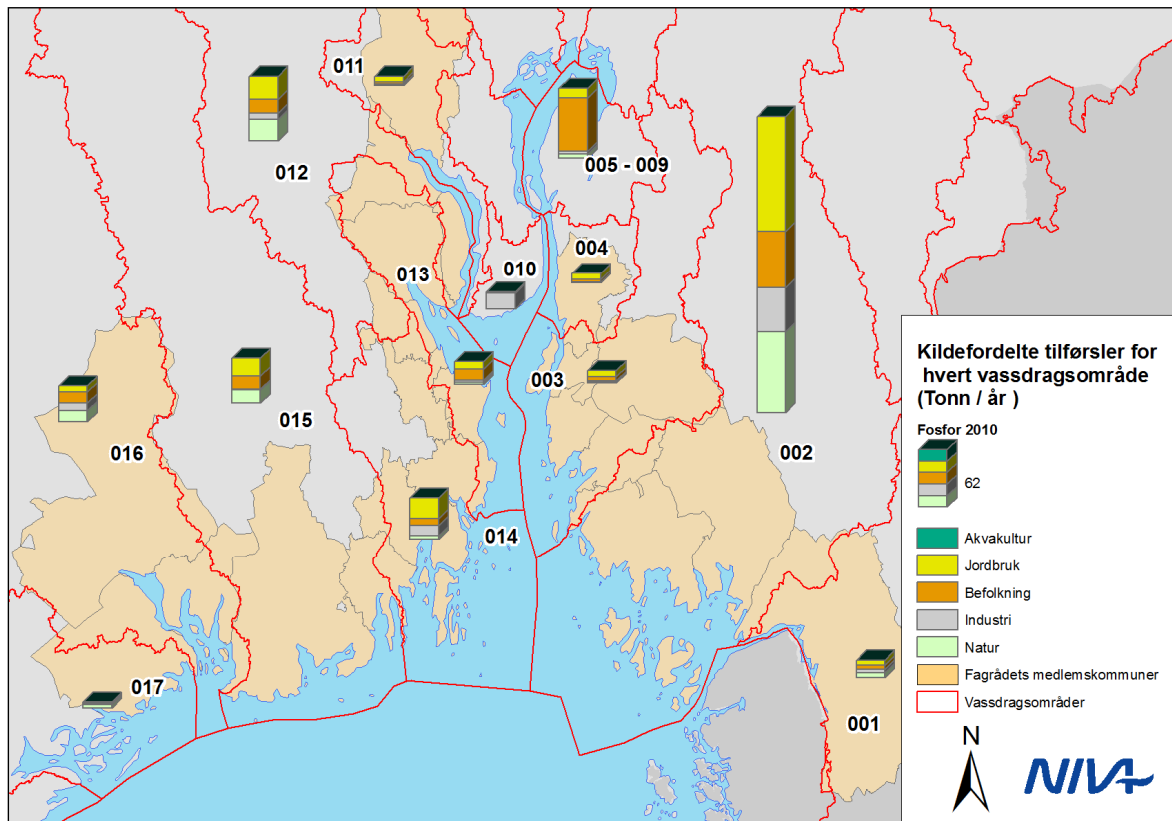 011
012
005 - 009
004
013
010
003
015
016
002
014
017
001
Kildefordelte tilførsler for
hvert vassdragsområde
(Tonn / år )
Fosfor 2010
62
Akvakultur
Jordbruk
Befolkning
Industri
Natur
Fagrådets medlemskommuner
Vassdragsområder
N
NIVA